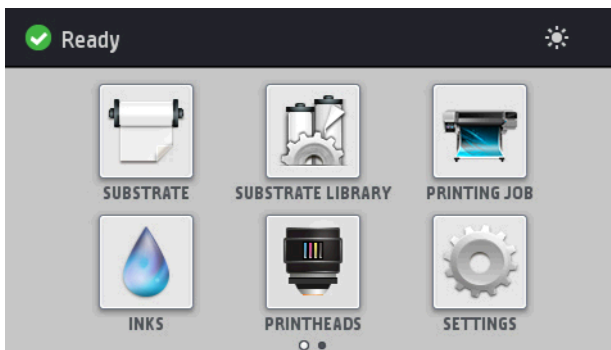 Ready
SUBSTRATE
SUBSTRATE LIBRARY
PRINTING JOB
INKS
PRINTHEADS
SETTINGS